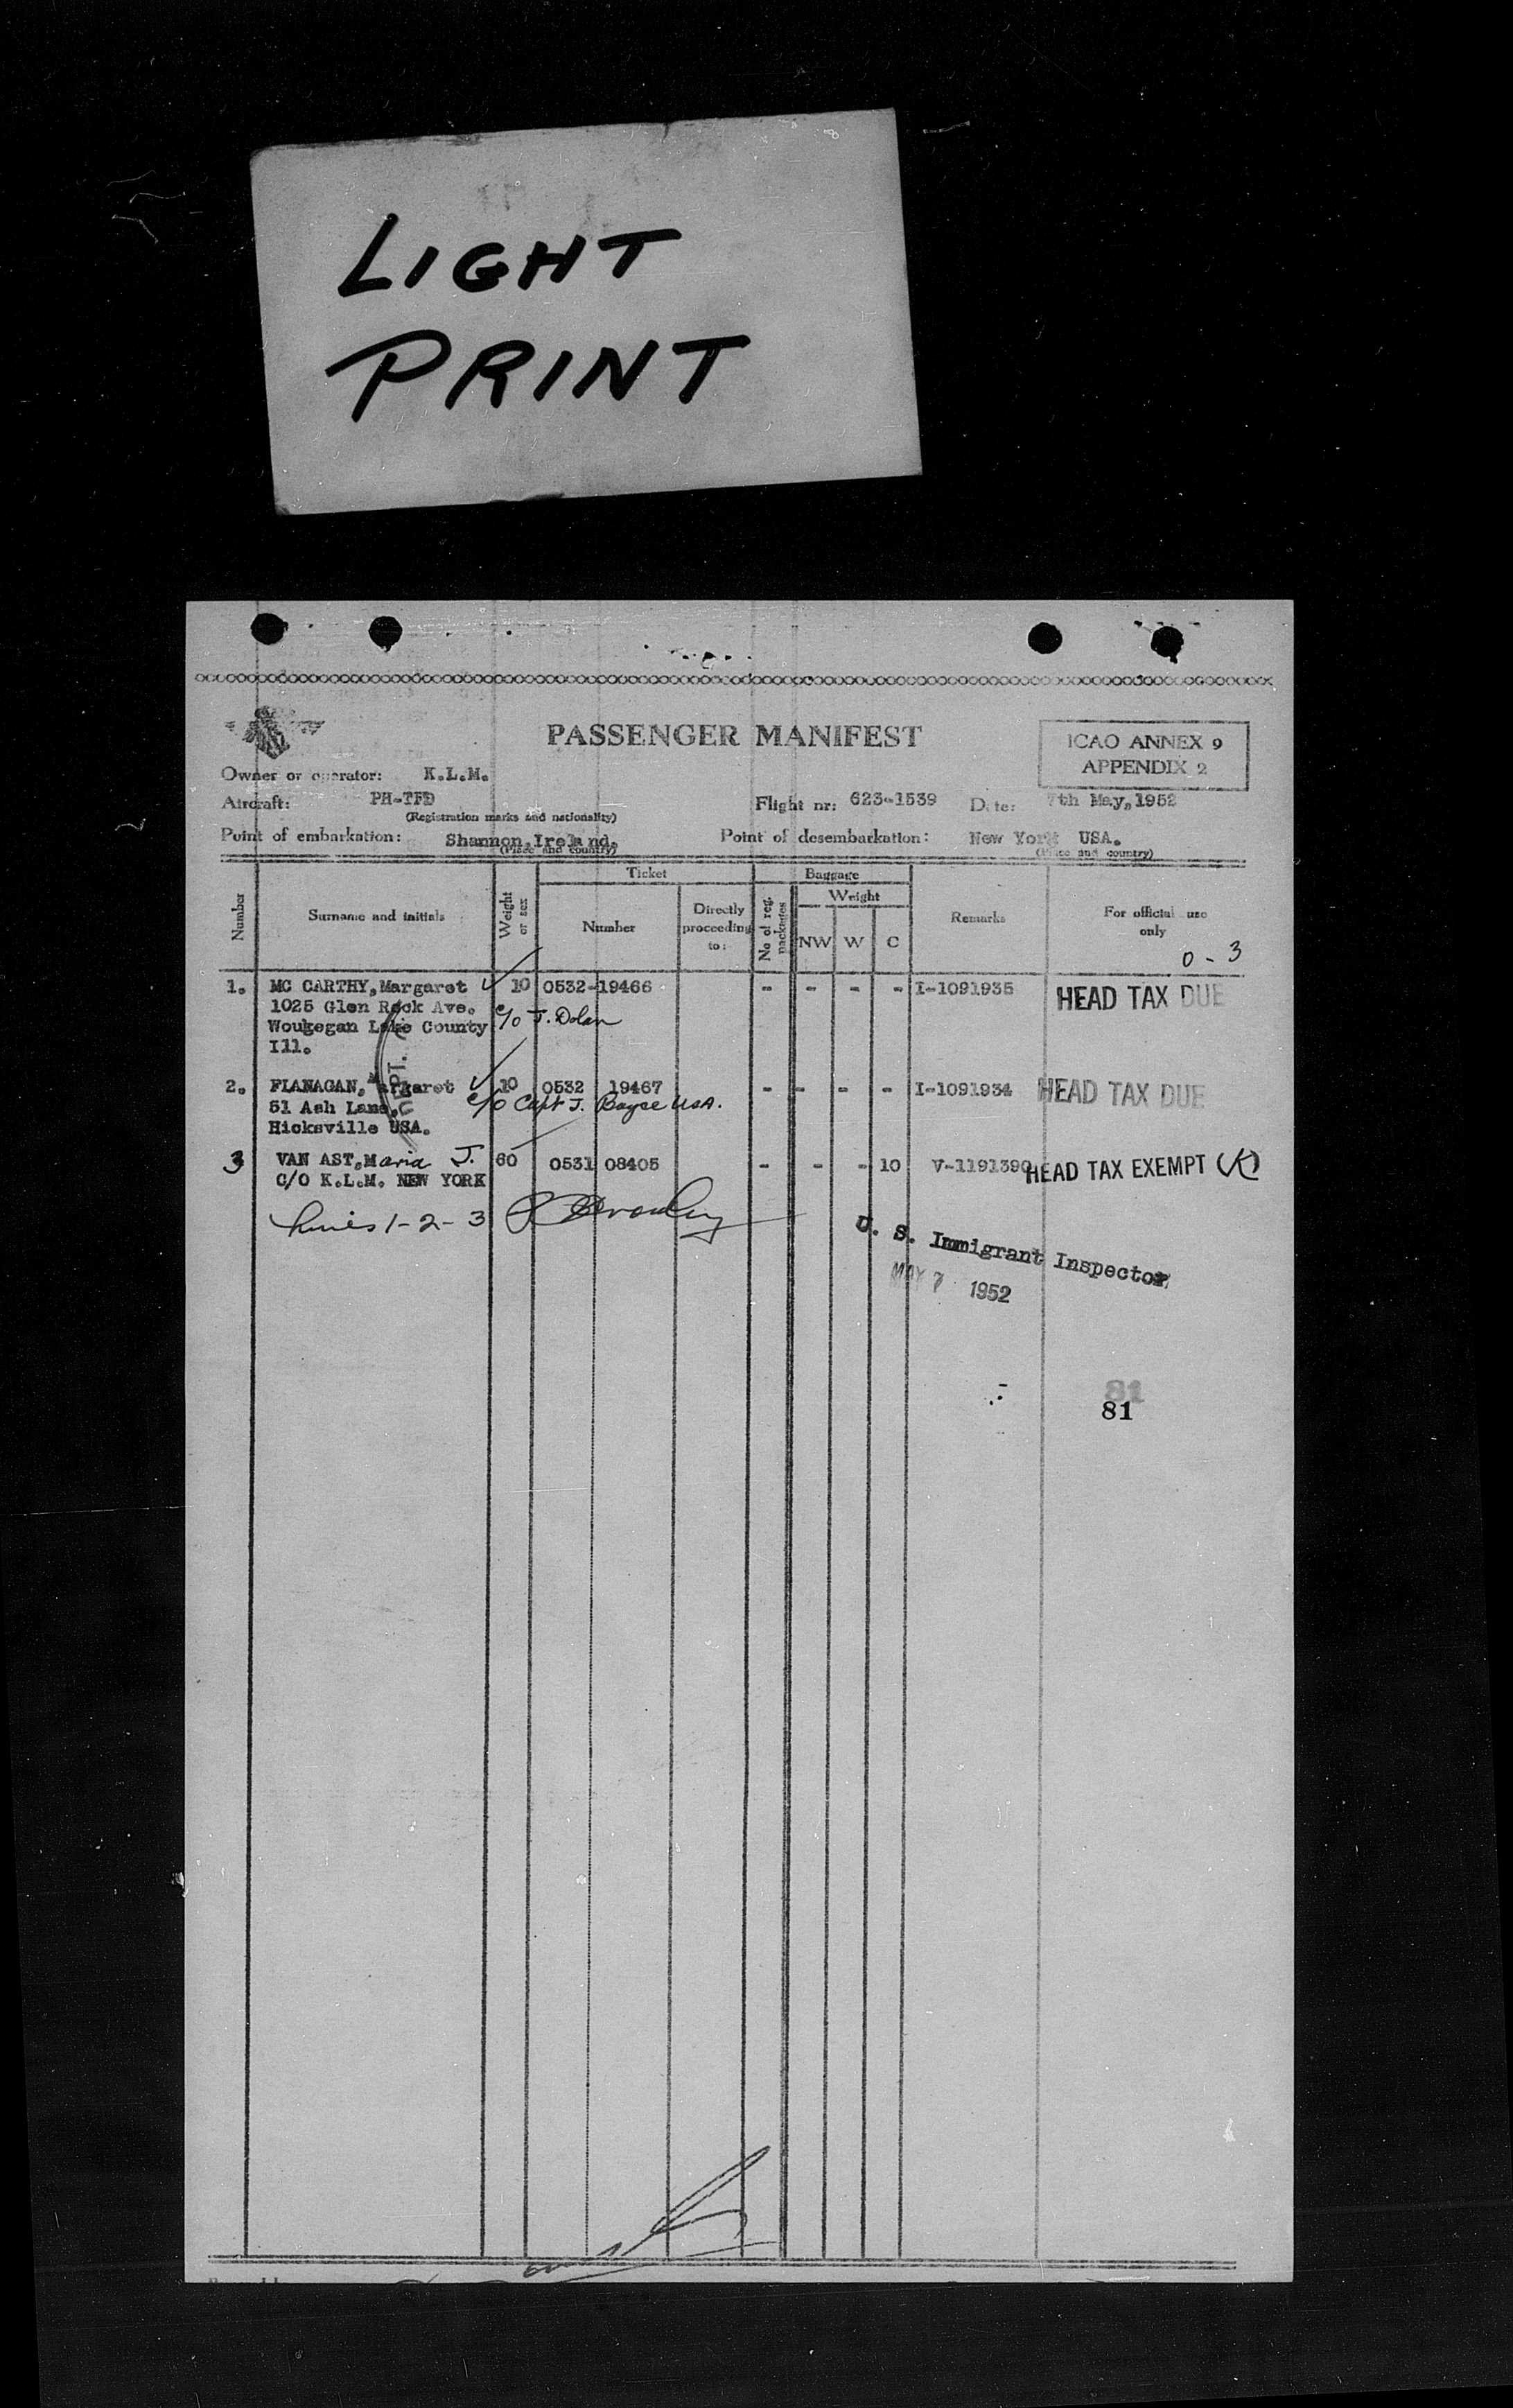 LIGHT
PRINT
PASSENGER MANIFEST
ICAO ANNEX 9
APPENDIX 2
Owner or operator: K.L.M.
Aircraft: PH-TFD
(Registration marks and nationality)
Flight nr: 623-1539 Date: 7th May,1952
Point of embarkation: Shannon,Ireland.
(Place and country)
Point of desembarkation: New York USA.
(Place and country)
Number
Surname and initials
Weight or sex
Ticket
Number
Directly proceeding to:
No of reg. packages
Baggage
Weight
NW W C
Remarks
For official use only
0 - 3
1. MC CARTHY,Margaret 10 0532-19466 - - - - I-1091935 HEAD TAX DUE
1025 Glen Rock Ave.
Woukegan Lake County c/o J. Dolan
Ill.
2. FLANAGAN, Margaret 10 0532 19467 - - - - I-1091934 HEAD TAX DUE
51 Ash Lane, c/o Capt J. USA.
Hicksville USA.
3 VAN AST,Maria J. 60 0531 08405 - - - 10 V-1191390 HEAD TAX EXEMPT (K)
C/O K.L.M. NEW YORK
1-2-3
U. S. Immigrant Inspector
MAY 7 1952
81
81